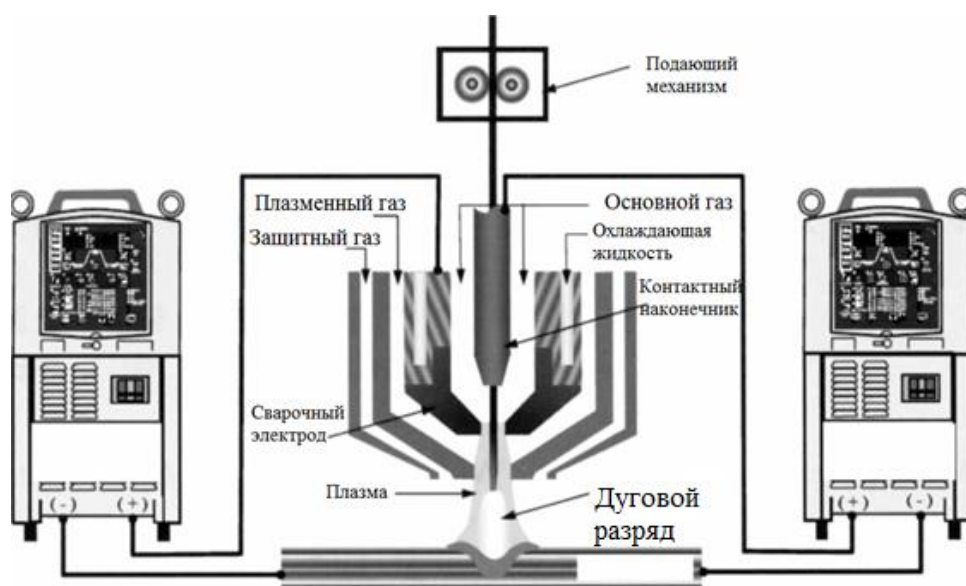 Подающий
механизм
Плазменный газ
Основной газ
Защитный газ
Охлаждающая
жидкость
Контактный
наконечник
Сварочный
электрод
Плазма
Дуговой
разряд
(-)
(+)
(+)
(-)